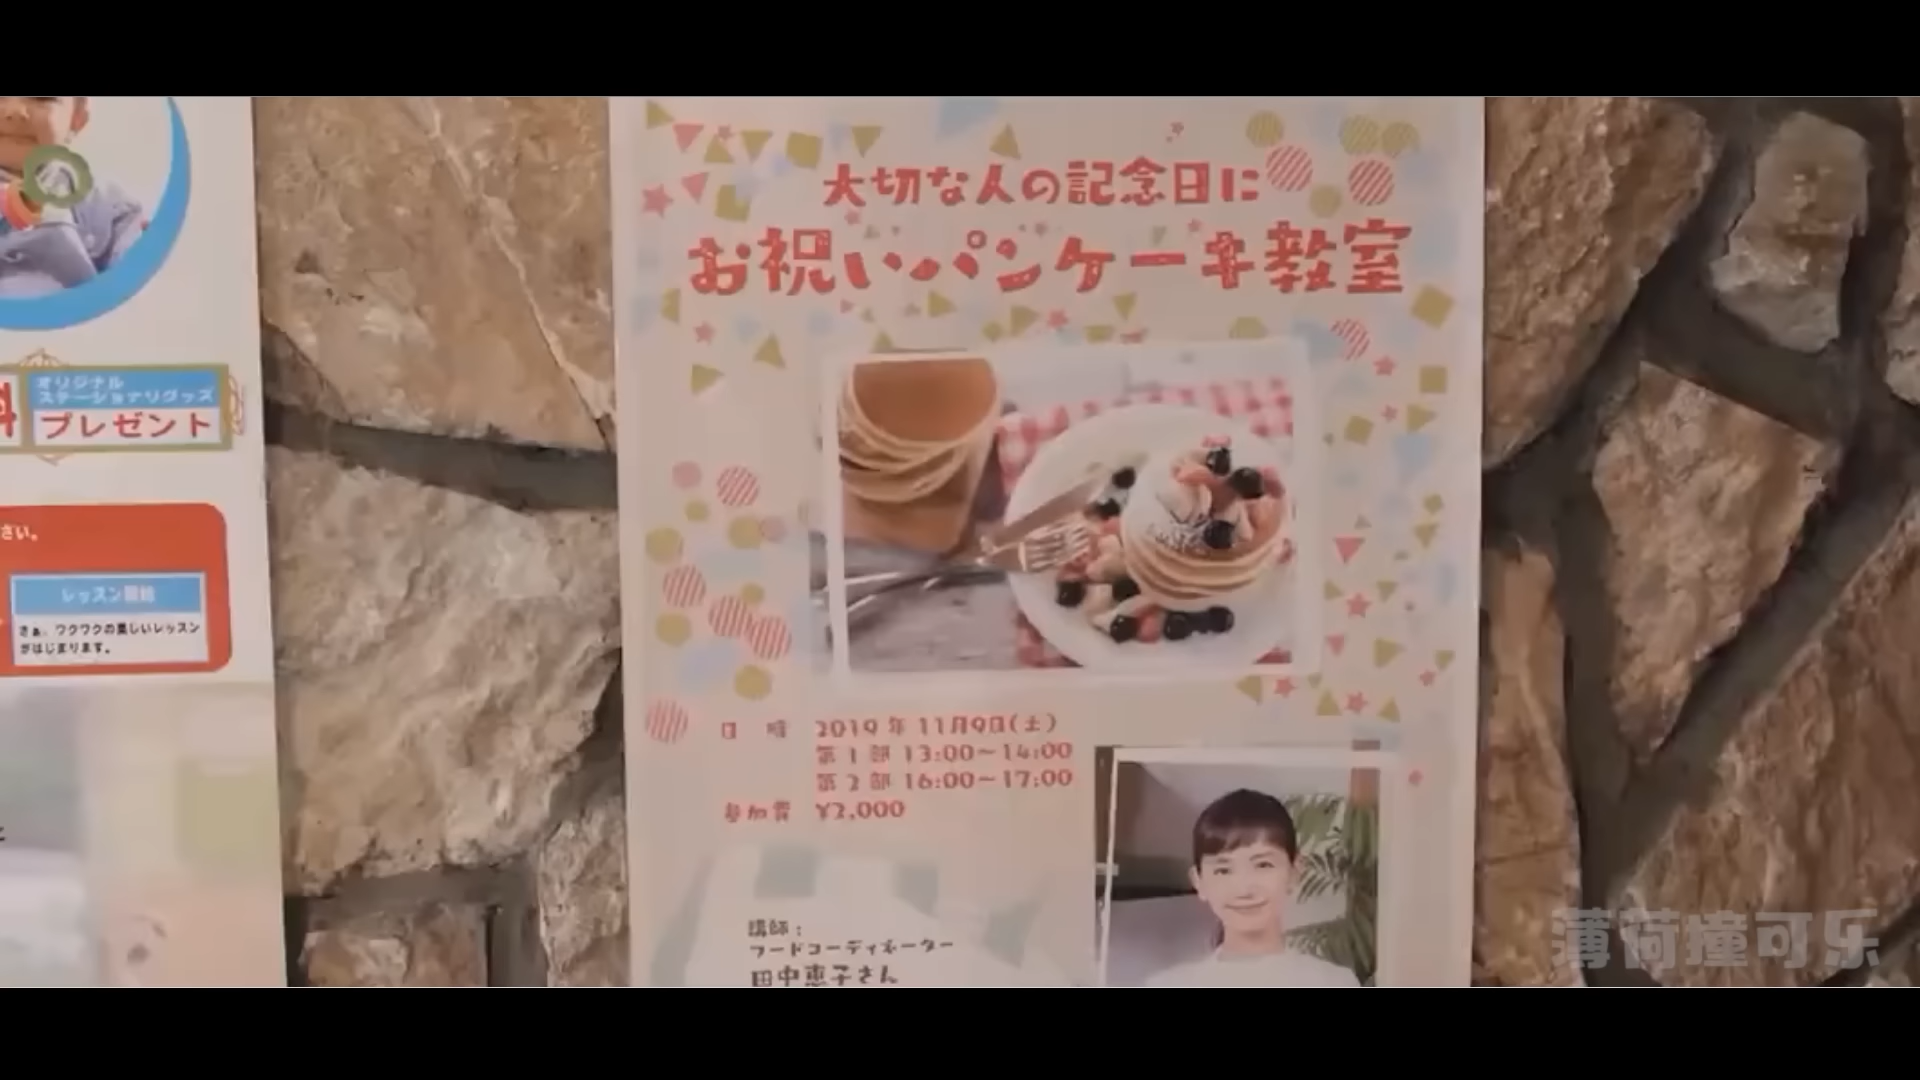 大切な人の記念日に
お祝いパンケーキ教室
日 時 2019年11月9日(土)
第1部 13:00~14:00
第2部 16:00~17:00
参加費 ¥2,000
講師:
フードコーディネーター
田中恵子さん
オリジナル
ステーショナリグッズ
プレゼント
さい。
レッスン開始
さあ、ワクワクの楽しいレッスン
がはじまります。
薄荷撞可乐